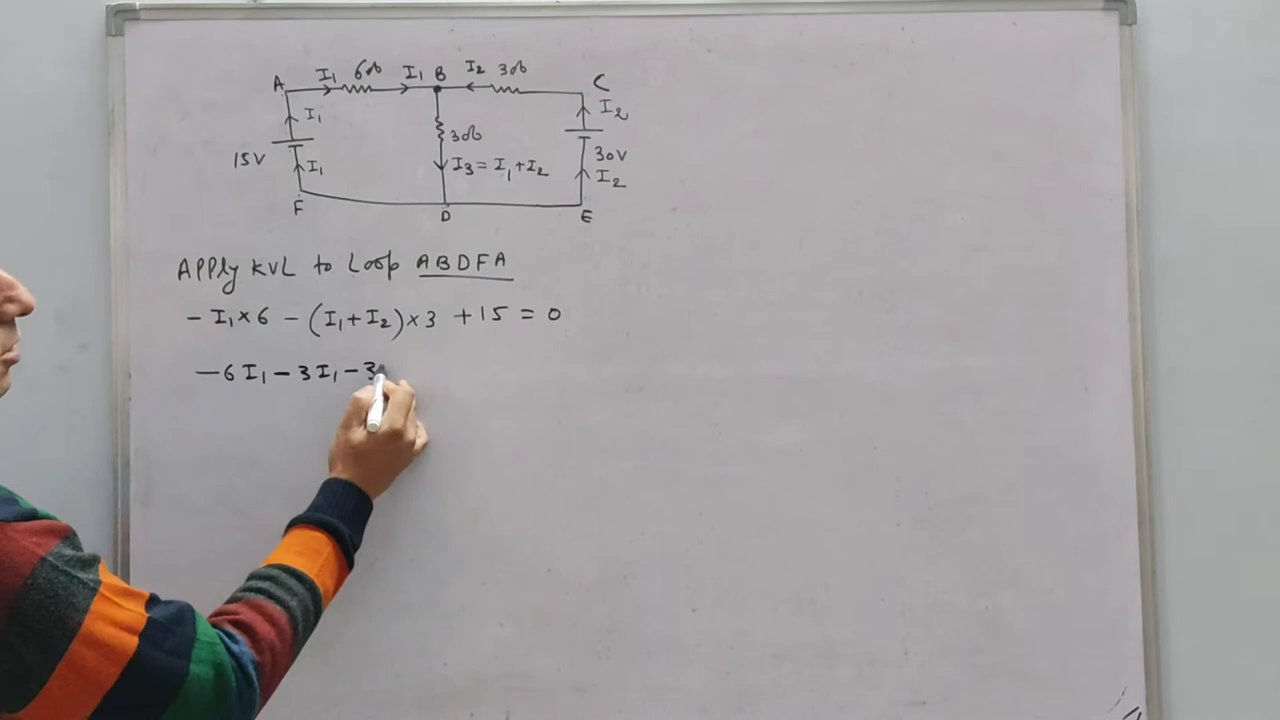 A I₁ 6Ω I₁ B I₂ 3Ω C
I₁ I₂
3Ω
15V I₁ I₃ = I₁ + I₂ 30V
I₂
F D E
APPly KVL to Loop ABDFA
- I₁ × 6 - (I₁ + I₂) × 3 + 15 = 0
- 6 I₁ - 3 I₁ - 3